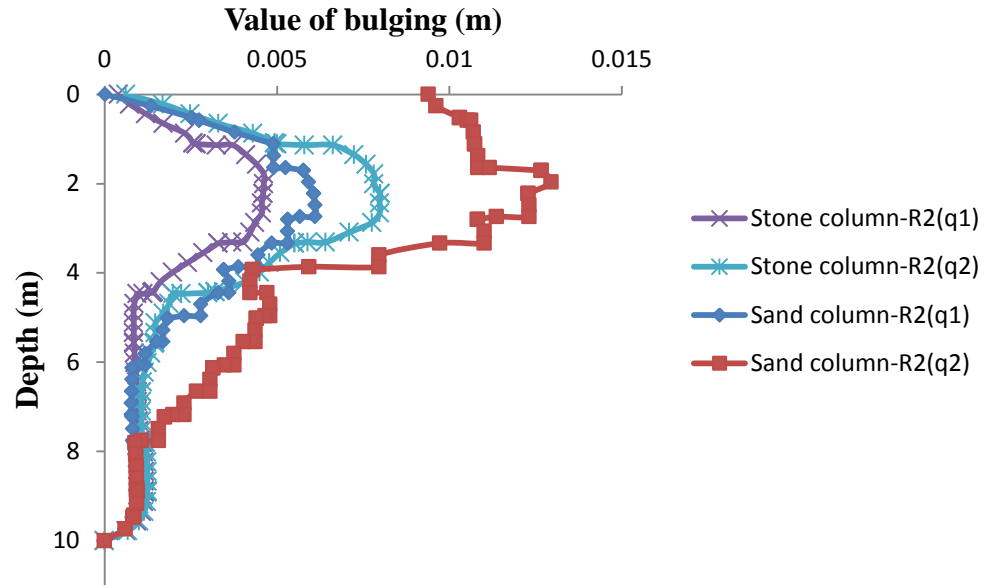 Value of bulging (m)
0 0.005 0.01 0.015
0
2
4
6
8
10
Depth (m)
Stone column-R2(q1)
Stone column-R2(q2)
Sand column-R2(q1)
Sand column-R2(q2)